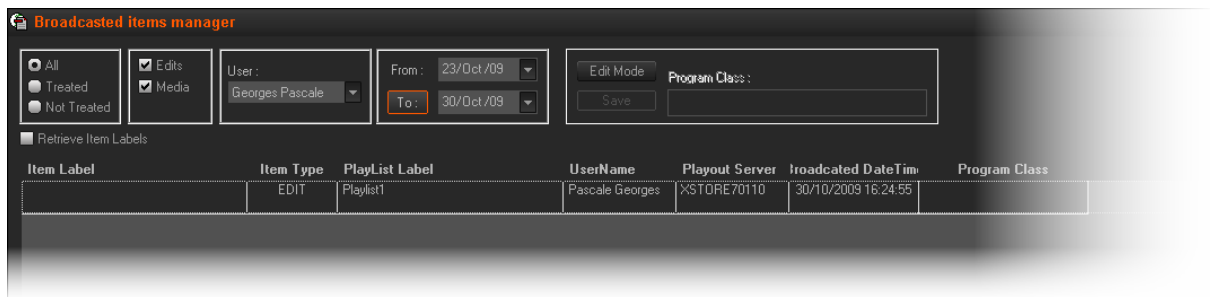 Broadcasted items manager
All
Treated
Not Treated
Edits
Media
User :
Georges Pascale
From : 23/Oct/09
To : 30/Oct/09
Edit Mode
Save
Program Class :
Retrieve Item Labels
Item Label Item Type PlayList Label UserName Playout Server roadcated DateTim Program Class
EDIT Playlist1 Pascale Georges XSTORE70110 30/10/2009 16:24:55